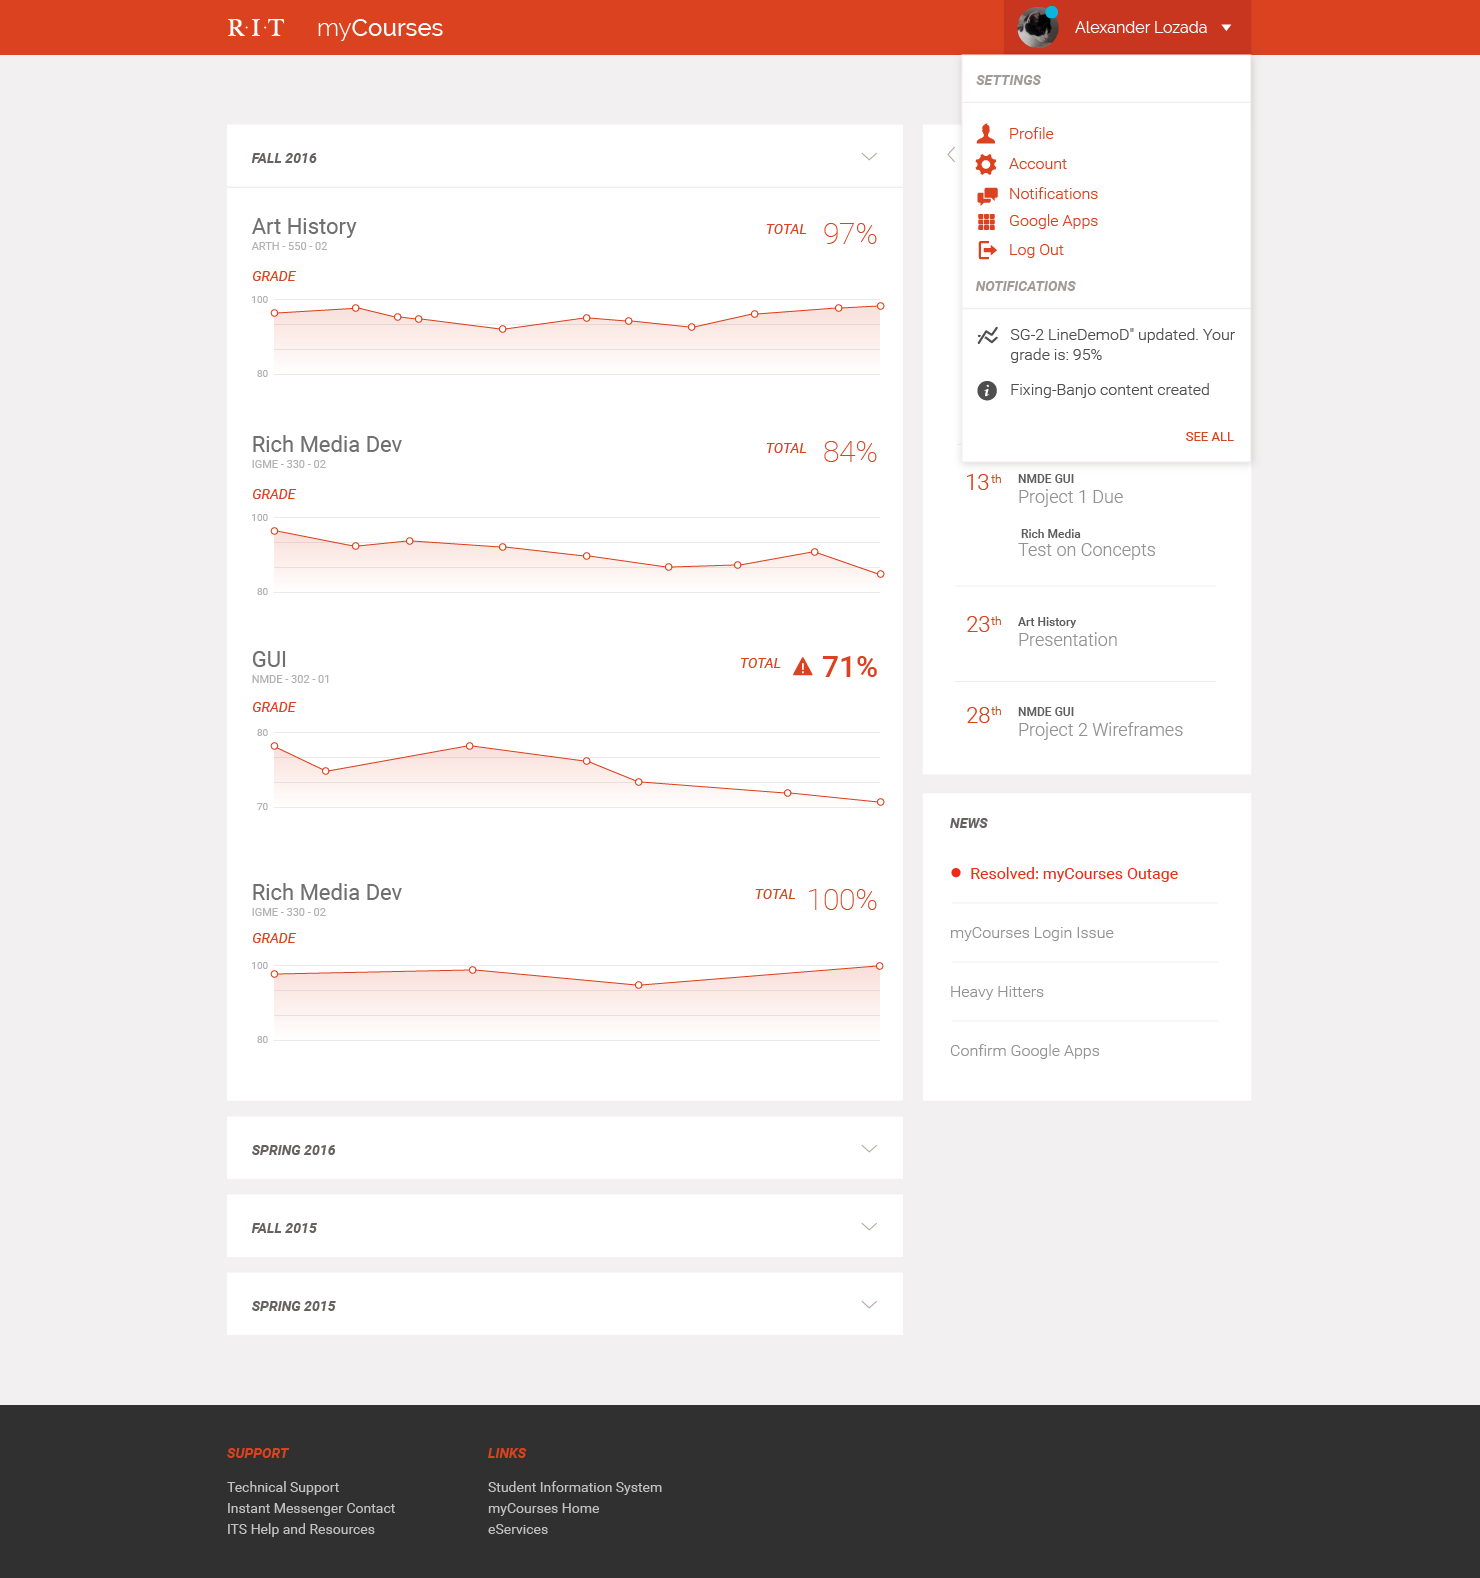 R·I·T myCourses
Alexander Lozada
SETTINGS
Profile
Account
Notifications
Google Apps
Log Out
NOTIFICATIONS
SG-2 LineDemoD" updated. Your
grade is: 95%
Fixing-Banjo content created
SEE ALL
FALL 2016
Art History
ARTH - 550 - 02
TOTAL 97%
GRADE
100
80
Rich Media Dev
IGME - 330 - 02
TOTAL 84%
GRADE
100
80
GUI
NMDE - 302 - 01
TOTAL 71%
GRADE
80
70
Rich Media Dev
IGME - 330 - 02
TOTAL 100%
GRADE
100
80
SPRING 2016
FALL 2015
SPRING 2015
13th
NMDE GUI
Project 1 Due
Rich Media
Test on Concepts
23th
Art History
Presentation
28th
NMDE GUI
Project 2 Wireframes
NEWS
Resolved: myCourses Outage
myCourses Login Issue
Heavy Hitters
Confirm Google Apps
SUPPORT
Technical Support
Instant Messenger Contact
ITS Help and Resources
LINKS
Student Information System
myCourses Home
eServices